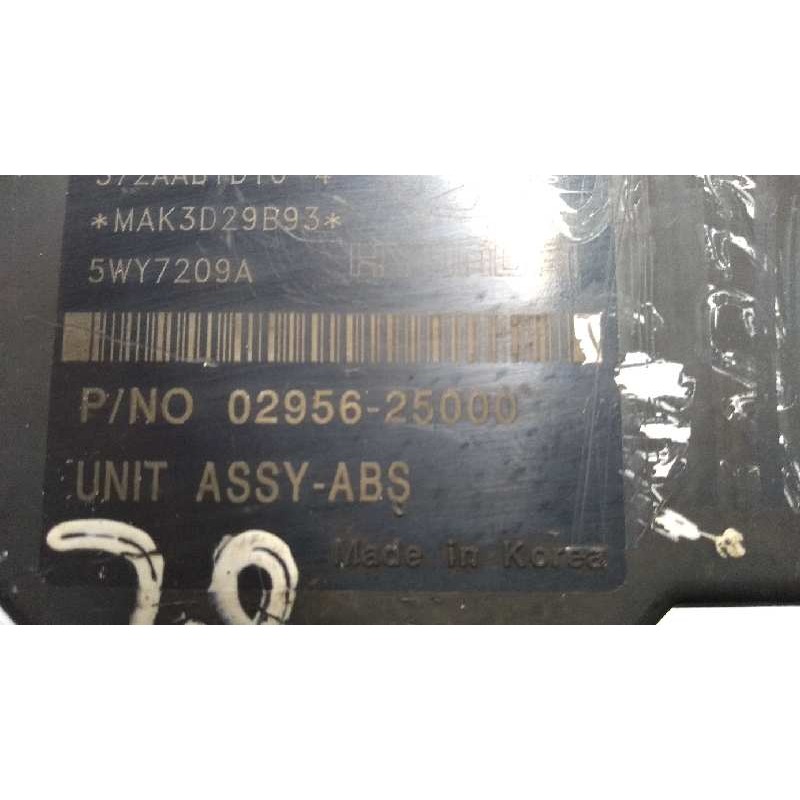 *MAK3D29B93*
5WY7209A
P/NO 02956-25000
UNIT ASSY-ABS
Made in Korea